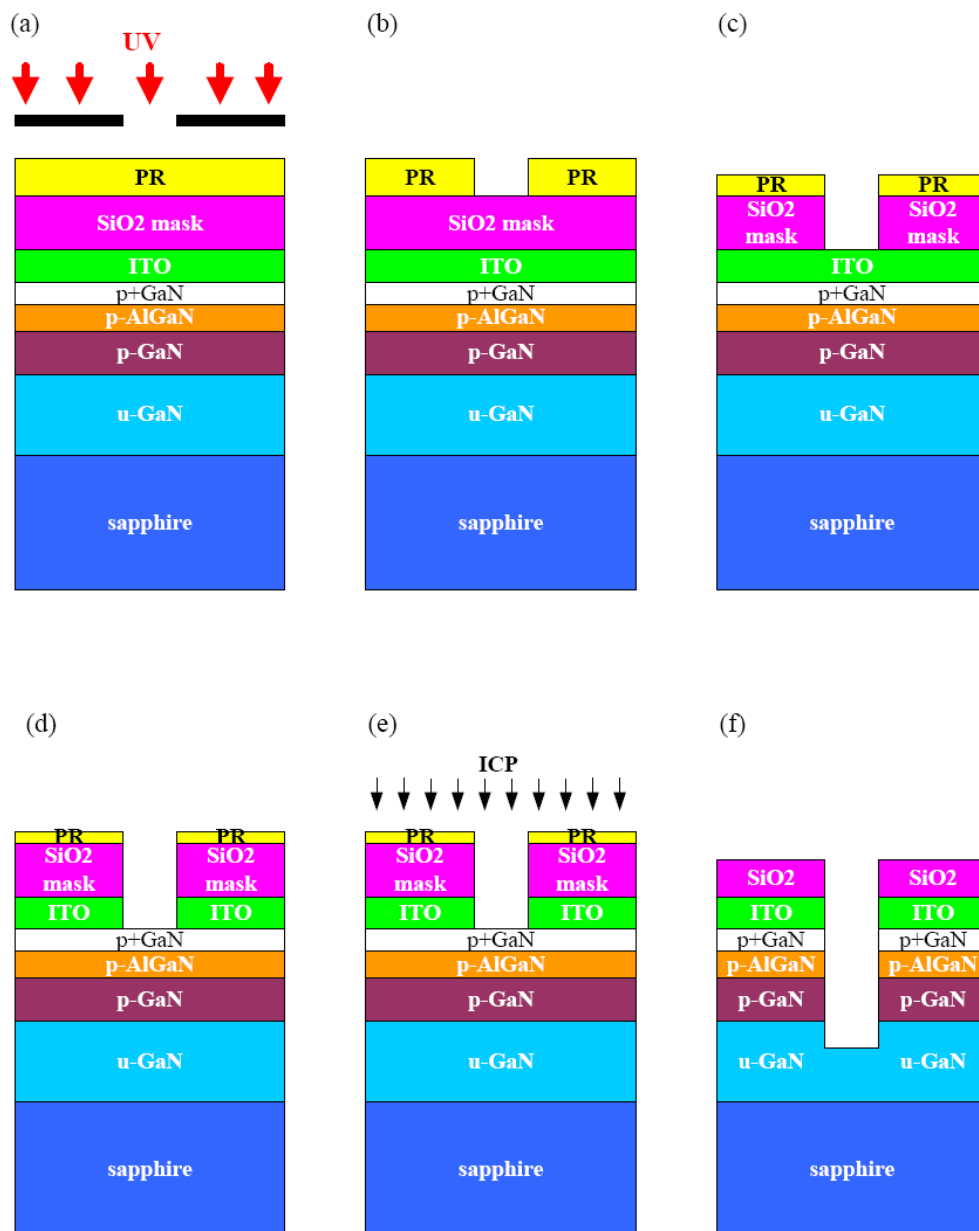 (a)
UV
PR
SiO2 mask
ITO
p+GaN
p-AlGaN
p-GaN
u-GaN
sapphire
(b)
PR PR
SiO2 mask
ITO
p+GaN
p-AlGaN
p-GaN
u-GaN
sapphire
(c)
PR PR
SiO2 SiO2
mask mask
ITO
p+GaN
p-AlGaN
p-GaN
u-GaN
sapphire
(d)
PR PR
SiO2 SiO2
mask mask
ITO ITO
p+GaN
p-AlGaN
p-GaN
u-GaN
sapphire
(e)
ICP
PR PR
SiO2 SiO2
mask mask
ITO ITO
p+GaN
p-AlGaN
p-GaN
u-GaN
sapphire
(f)
SiO2 SiO2
ITO ITO
p+GaN p+GaN
p-AlGaN p-AlGaN
p-GaN p-GaN
u-GaN u-GaN
sapphire